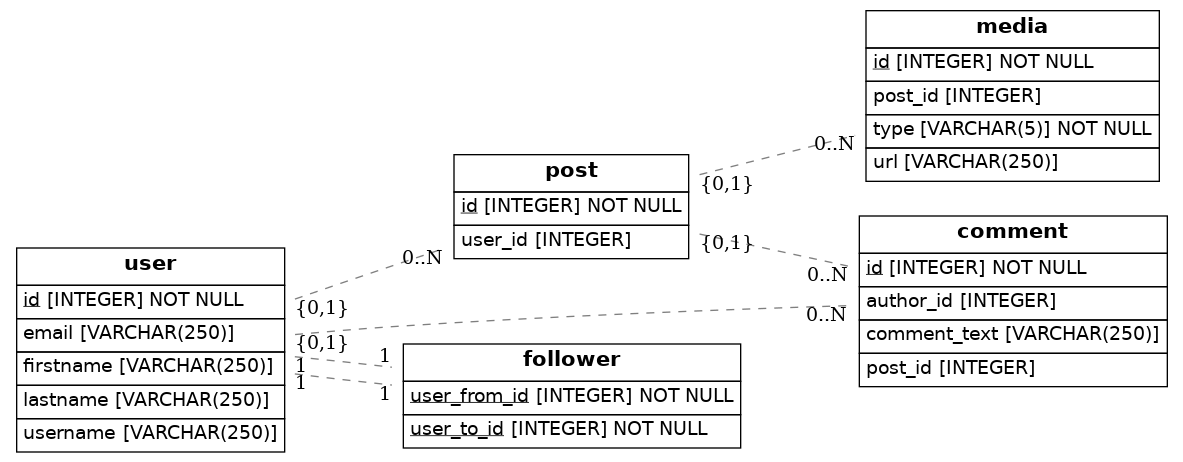 media
id [INTEGER] NOT NULL
post_id [INTEGER]
type [VARCHAR(5)] NOT NULL
url [VARCHAR(250)]
0..N
{0,1}
post
id [INTEGER] NOT NULL
user_id [INTEGER]
{0,1}
0..N
comment
id [INTEGER] NOT NULL
author_id [INTEGER]
comment_text [VARCHAR(250)]
post_id [INTEGER]
0..N
0..N
{0,1}
user
id [INTEGER] NOT NULL
email [VARCHAR(250)]
firstname [VARCHAR(250)]
lastname [VARCHAR(250)]
username [VARCHAR(250)]
{0,1}
1
1
1
1
follower
user_from_id [INTEGER] NOT NULL
user_to_id [INTEGER] NOT NULL